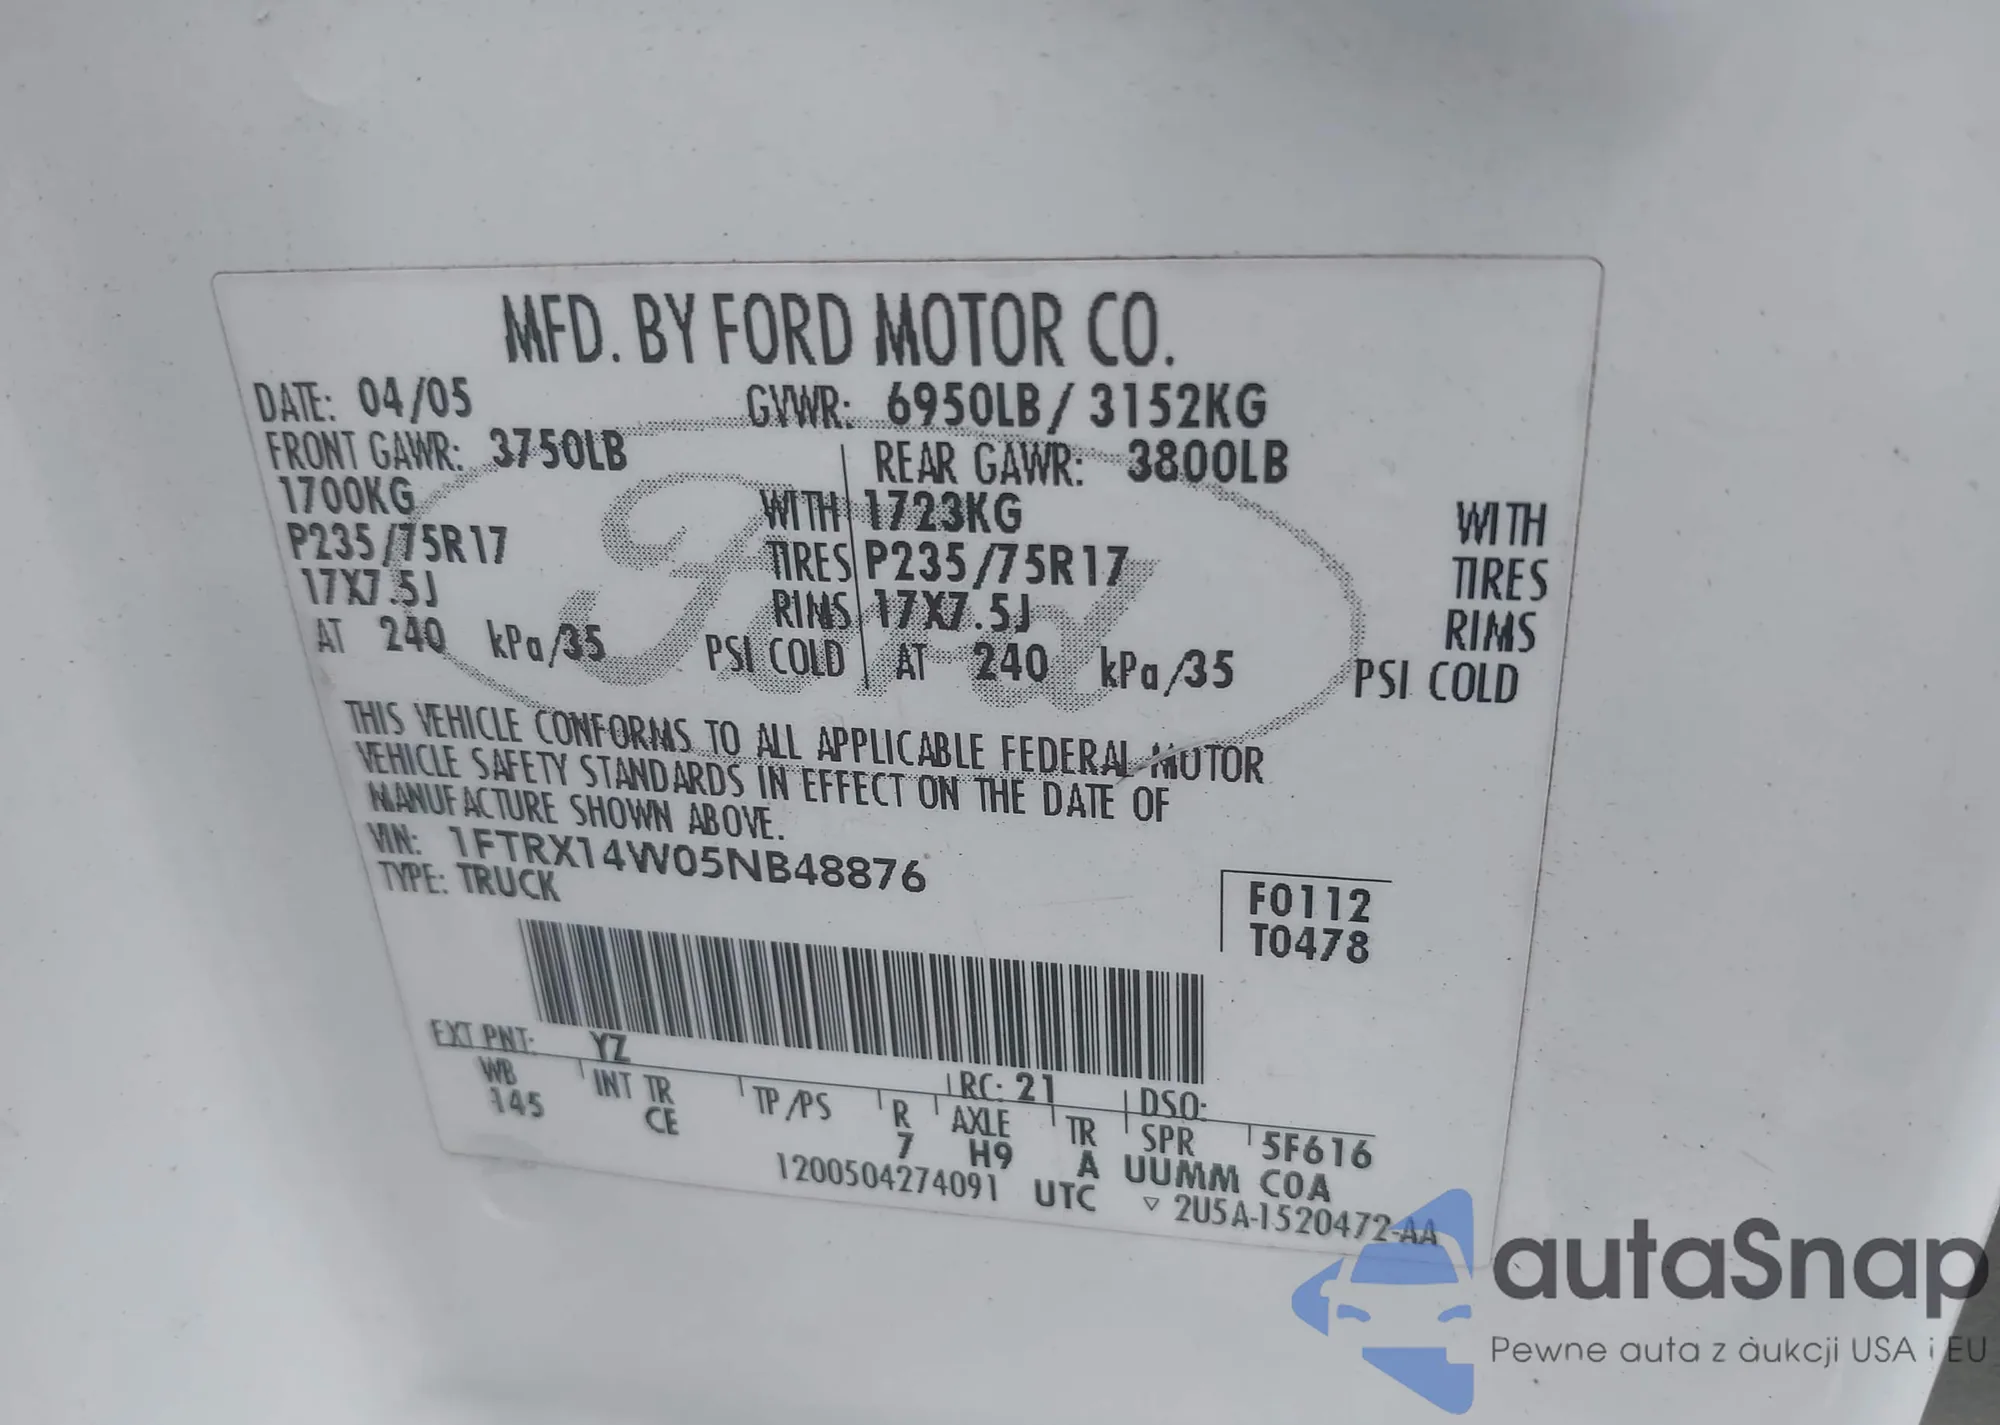 MFD. BY FORD MOTOR CO.
DATE: 04/05 GVWR: 6950LB/ 3152KG
FRONT GAWR: 3750LB REAR GAWR: 3800LB
1700KG WITH 1723KG WITH
P235/75R17 TIRES P235/75R17 TIRES
17X7.5J RIMS 17X7.5J RIMS
AT 240 kPa/35 PSI COLD AT 240 kPa/35 PSI COLD
Ford
THIS VEHICLE CONFORMS TO ALL APPLICABLE FEDERAL MOTOR
VEHICLE SAFETY STANDARDS IN EFFECT ON THE DATE OF
MANUFACTURE SHOWN ABOVE.
VIN: 1FTRX14W05NB48876
TYPE: TRUCK
F0112
T0478
EXT PNT: YZ RC: 21 DSO:
WB INT TR TP/PS R AXLE TR SPR 5F616
145 CE 7 H9 A UUMM COA
1200504274091 UTC ▽ 2U5A-1520472-AA
autaSnap
Pewne auta z aukcji USA i EU